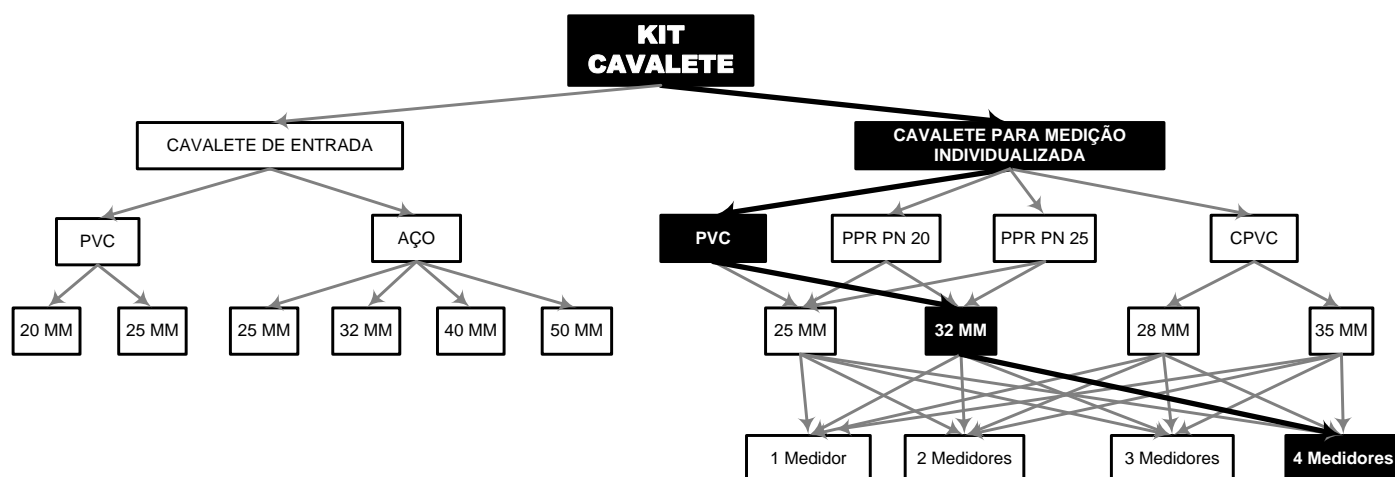 KIT
CAVALETE
CAVALETE DE ENTRADA
CAVALETE PARA MEDIÇÃO
INDIVIDUALIZADA
PVC
AÇO
PVC
PPR PN 20
PPR PN 25
CPVC
20 MM
25 MM
25 MM
32 MM
40 MM
50 MM
25 MM
32 MM
28 MM
35 MM
1 Medidor
2 Medidores
3 Medidores
4 Medidores